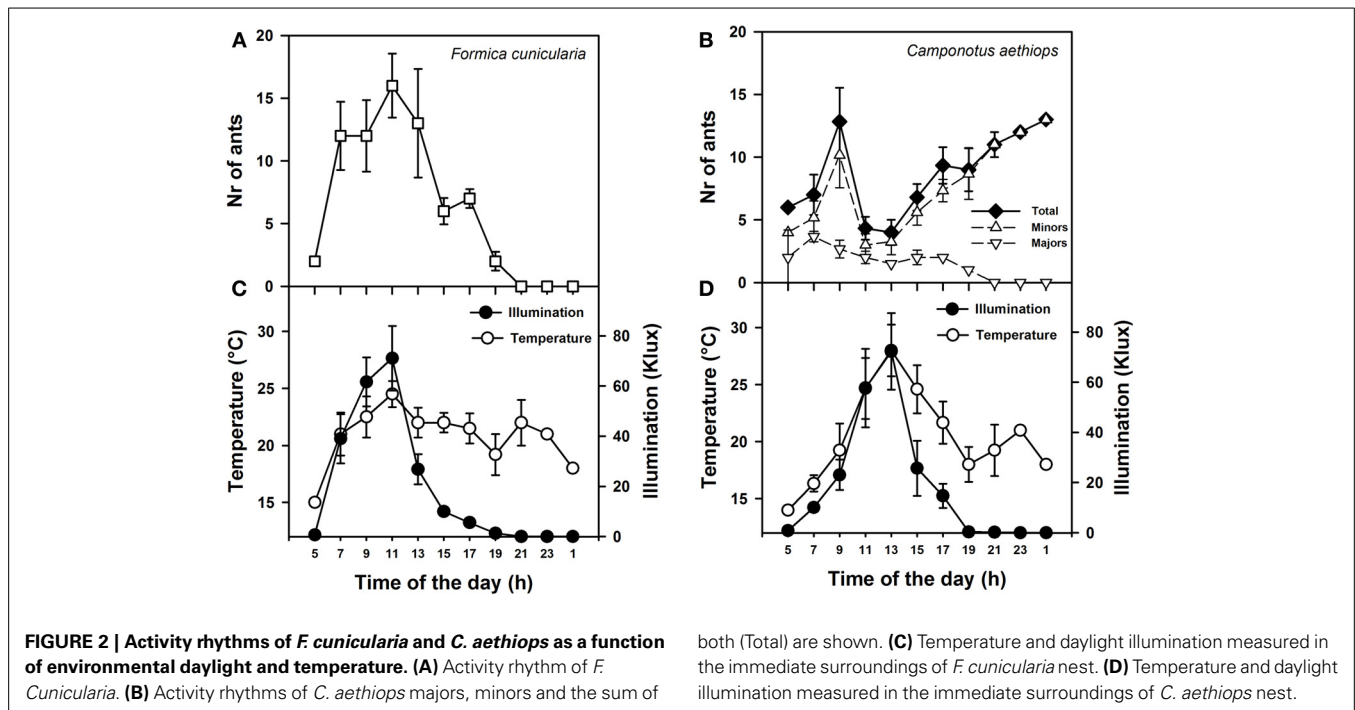 A
Formica cunicularia
20
15
10
5
0
Nr of ants
B
Camponotus aethiops
20
15
10
5
0
Nr of ants
Total
Minors
Majors
C
Illumination
Temperature
30
25
20
15
Temperature (°C)
80
60
40
20
0
Illumination (Klux)
5 7 9 11 13 15 17 19 21 23 1
Time of the day (h)
D
Illumination
Temperature
30
25
20
15
Temperature (°C)
80
60
40
20
0
Illumination (Klux)
5 7 9 11 13 15 17 19 21 23 1
Time of the day (h)
FIGURE 2 | Activity rhythms of F. cunicularia and C. aethiops as a function
of environmental daylight and temperature. (A) Activity rhythm of F.
Cunicularia. (B) Activity rhythms of C. aethiops majors, minors and the sum of
both (Total) are shown. (C) Temperature and daylight illumination measured in
the immediate surroundings of F. cunicularia nest. (D) Temperature and daylight
illumination measured in the immediate surroundings of C. aethiops nest.